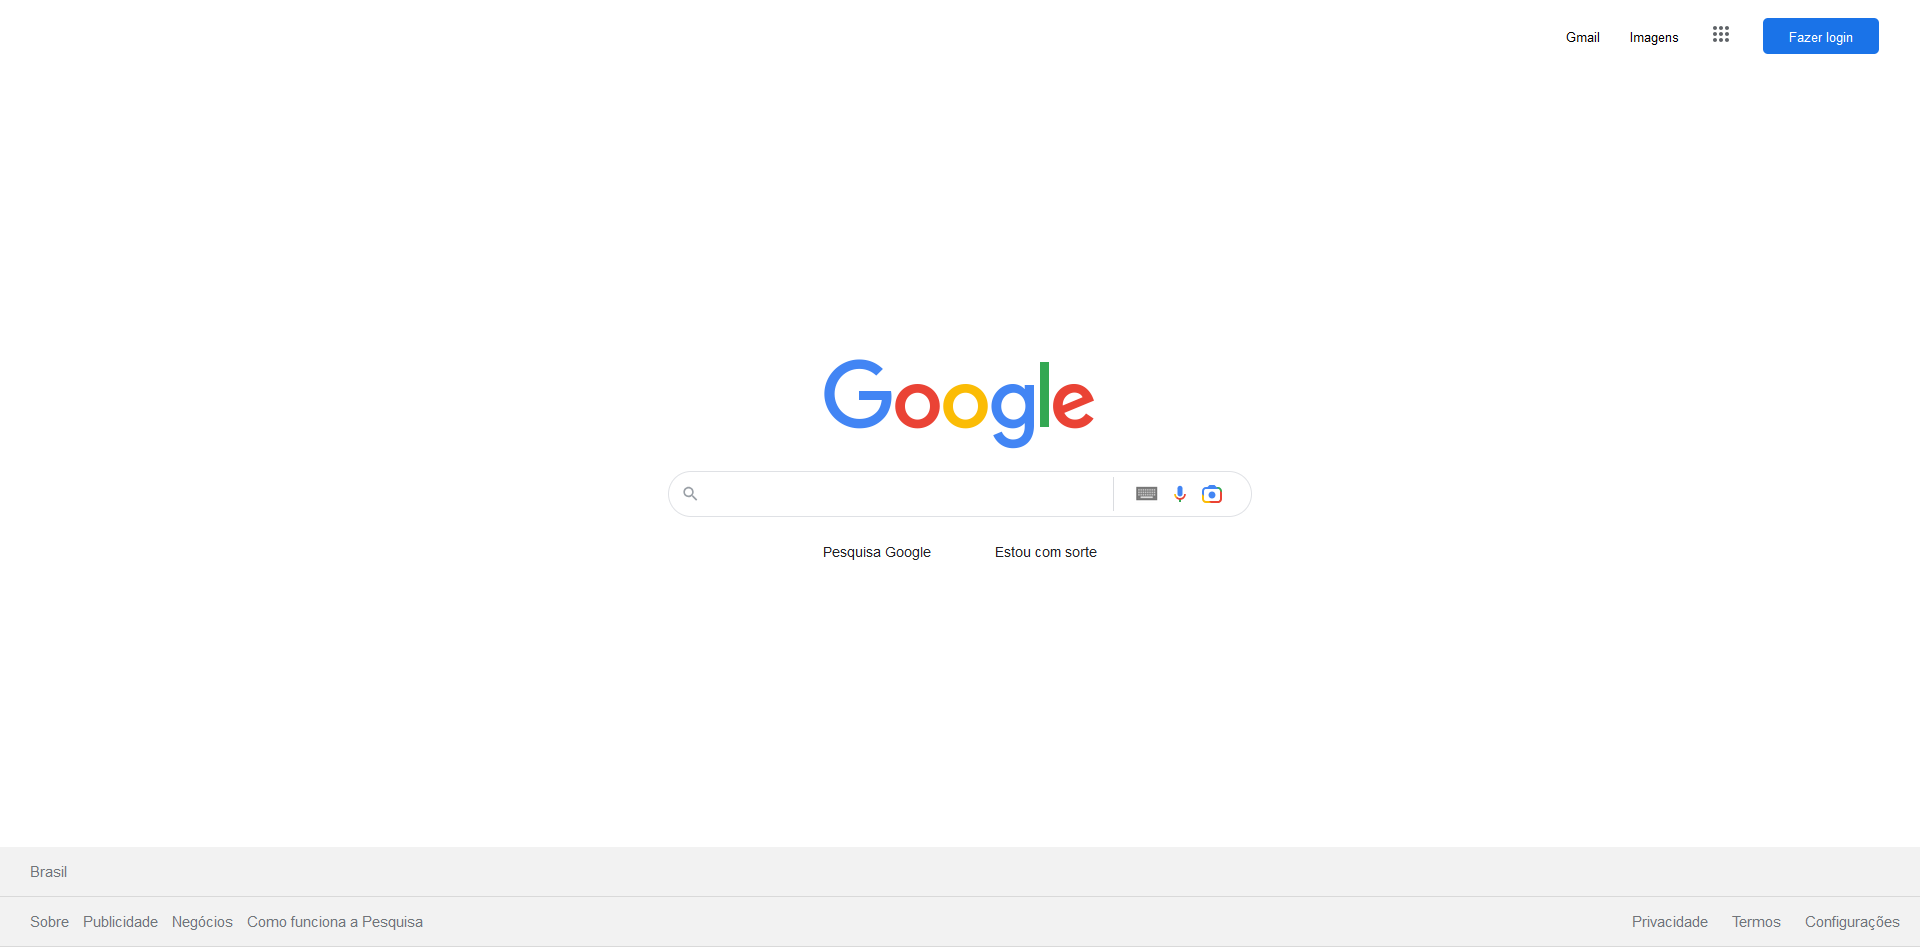 Gmail Imagens Fazer login
Google
Pesquisa Google Estou com sorte
Brasil
Sobre Publicidade Negócios Como funciona a Pesquisa Privacidade Termos Configurações